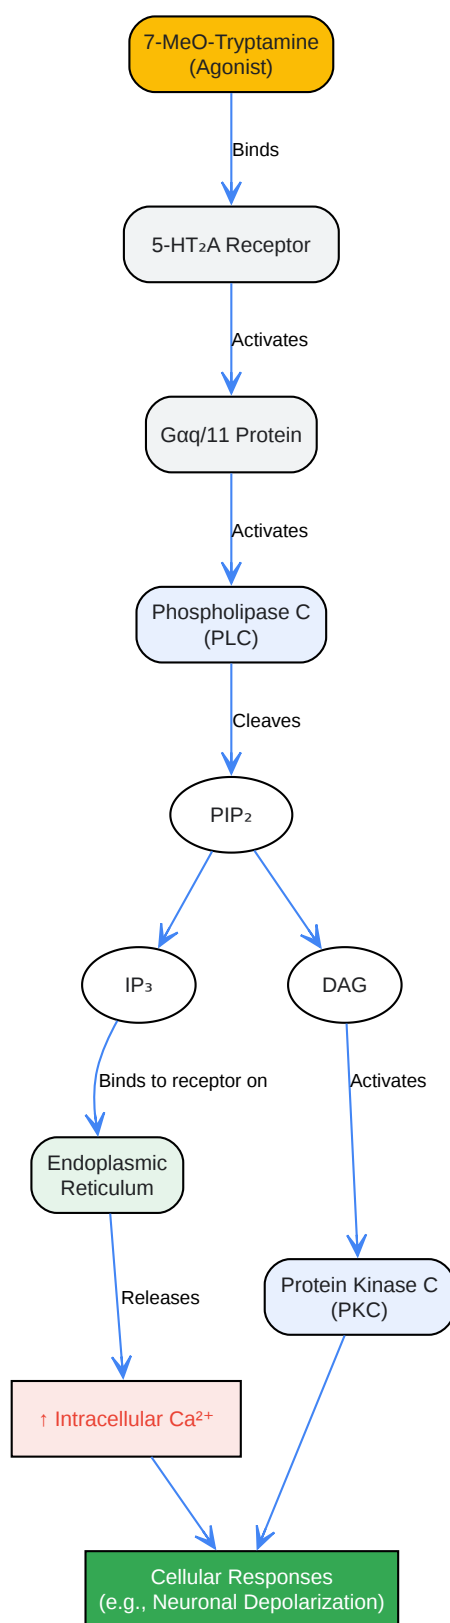 7-MeO-Tryptamine
(Agonist)
Binds
5-HT₂A Receptor
Activates
Gαq/11 Protein
Activates
Phospholipase C
(PLC)
Cleaves
PIP₂
IP₃
DAG
Binds to receptor on
Activates
Endoplasmic
Reticulum
Protein Kinase C
(PKC)
Releases
↑ Intracellular Ca²⁺
Cellular Responses
(e.g., Neuronal Depolarization)